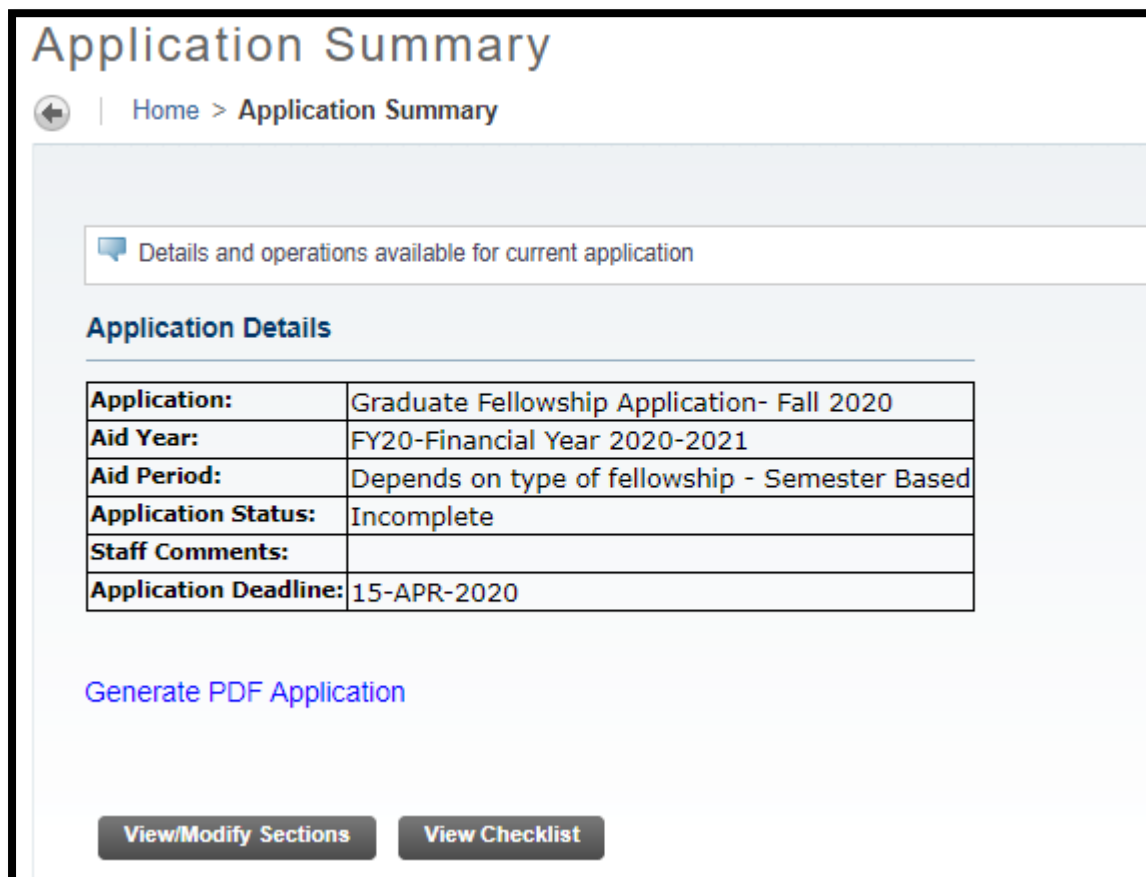 Application Summary
Home > Application Summary
Details and operations available for current application
Application Details
Application: Graduate Fellowship Application- Fall 2020
Aid Year: FY20-Financial Year 2020-2021
Aid Period: Depends on type of fellowship - Semester Based
Application Status: Incomplete
Staff Comments:
Application Deadline: 15-APR-2020
Generate PDF Application
View/Modify Sections View Checklist